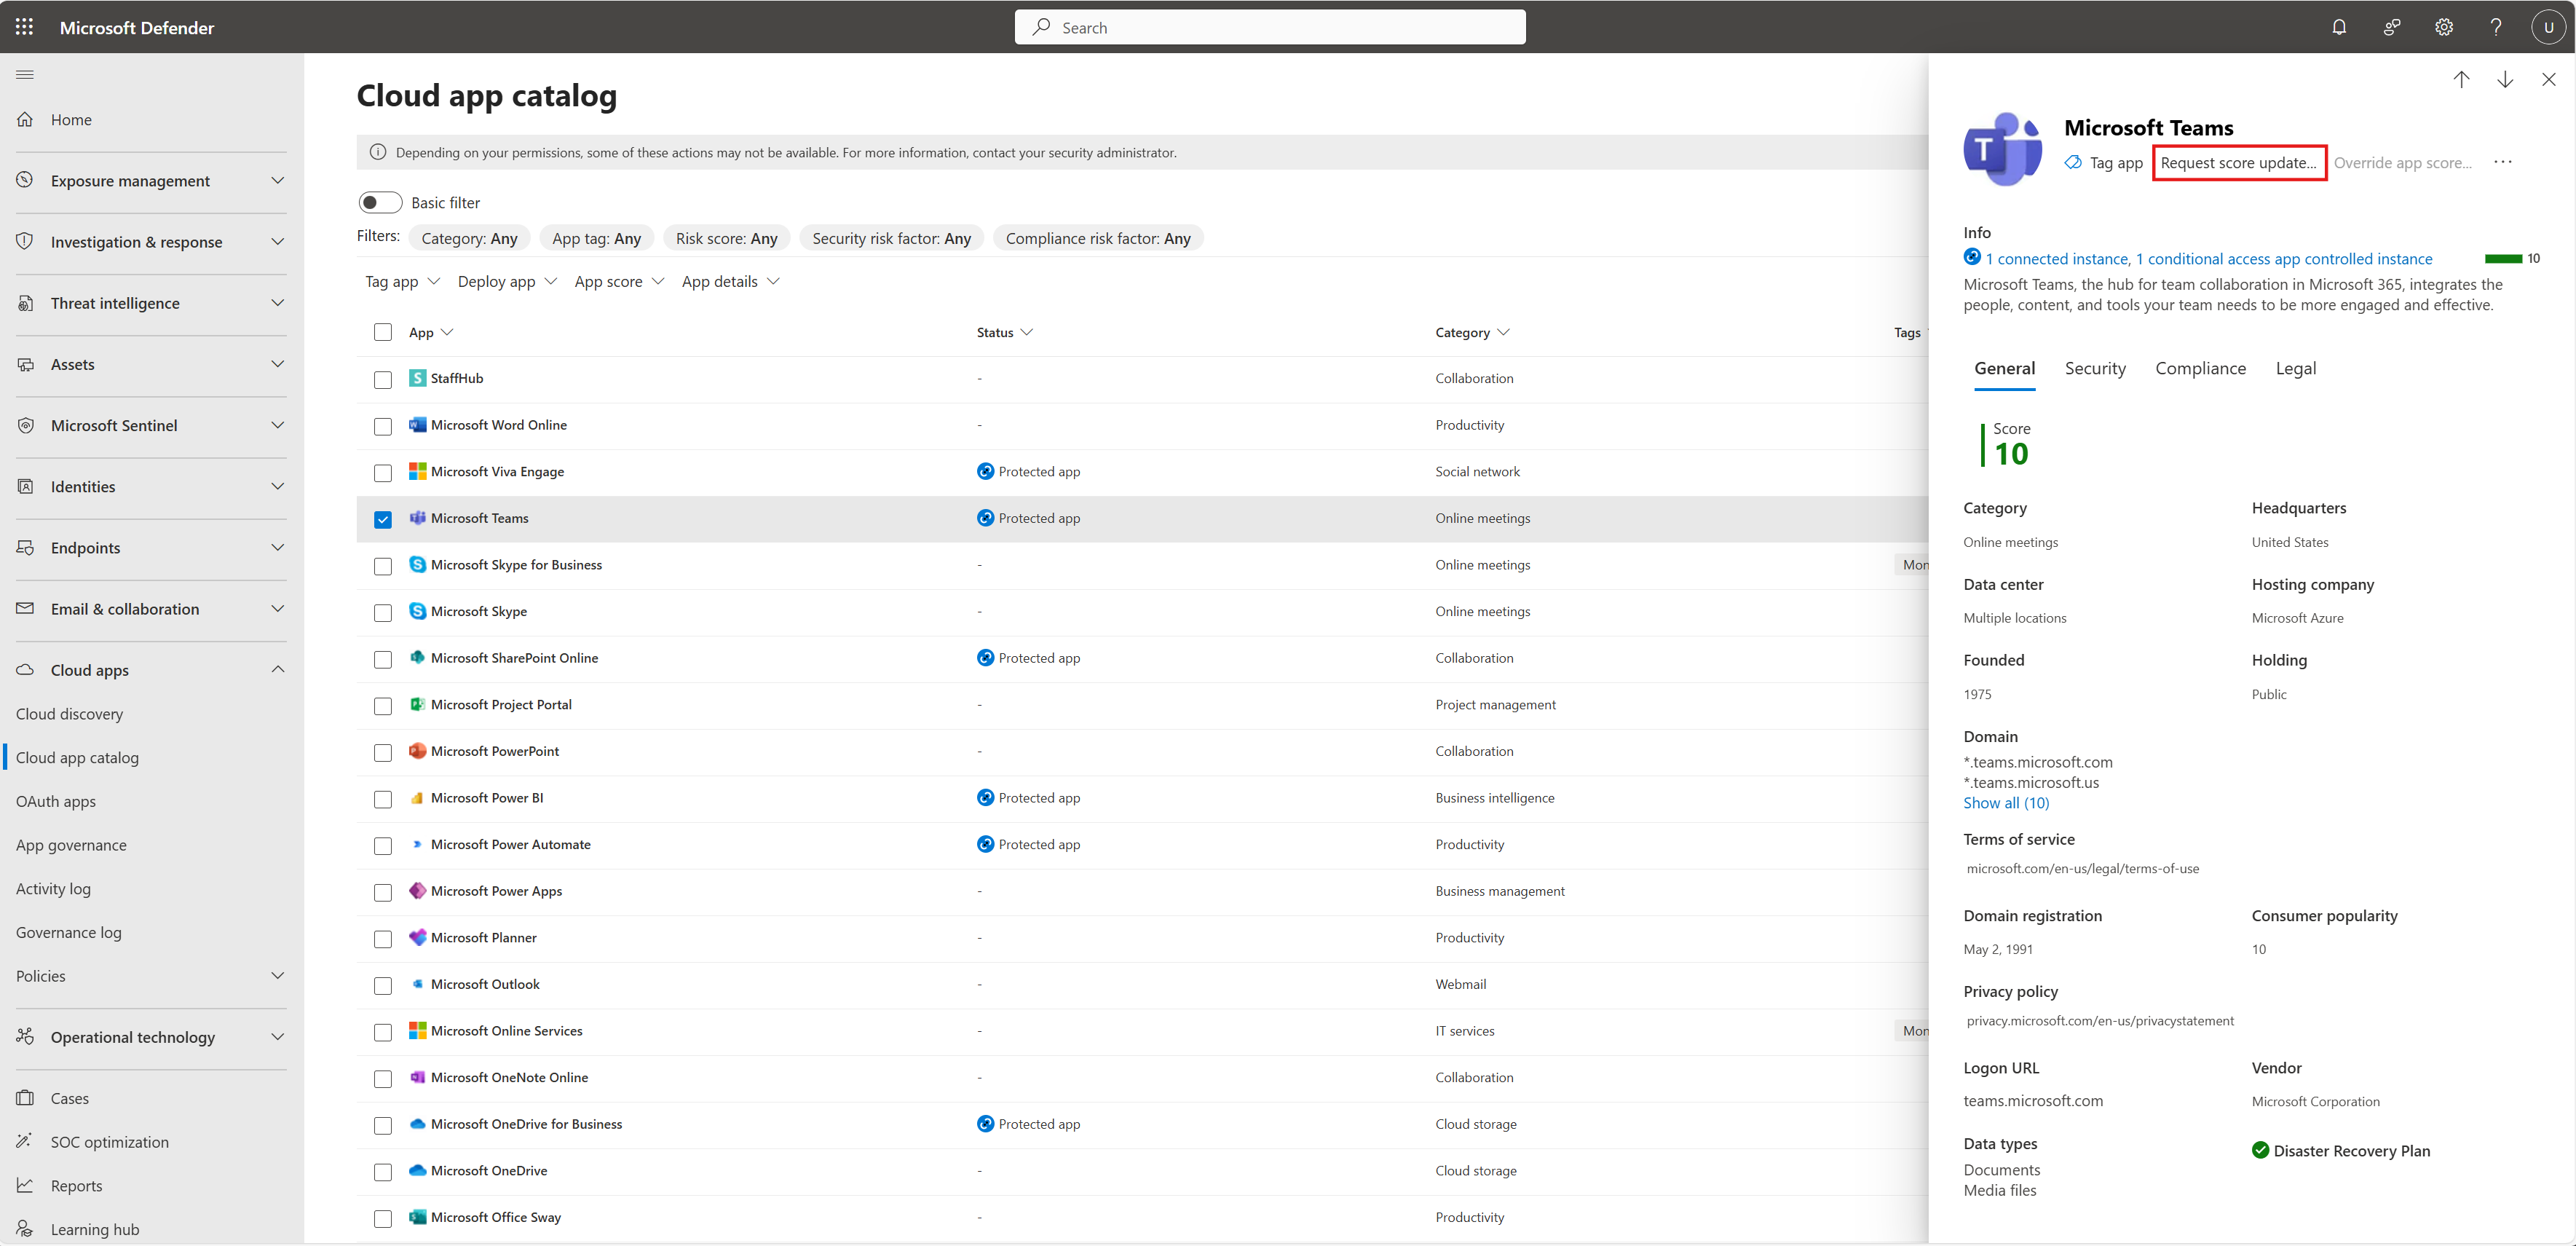 Microsoft Defender
Search
U
Home
Exposure management
Investigation & response
Threat intelligence
Assets
Microsoft Sentinel
Identities
Endpoints
Email & collaboration
Cloud apps
Cloud discovery
Cloud app catalog
OAuth apps
App governance
Activity log
Governance log
Policies
Operational technology
Cases
SOC optimization
Reports
Learning hub
Cloud app catalog
Depending on your permissions, some of these actions may not be available. For more information, contact your security administrator.
Basic filter
Filters: Category: Any App tag: Any Risk score: Any Security risk factor: Any Compliance risk factor: Any
Tag app Deploy app App score App details
App Status Category Tags
StaffHub - Collaboration
Microsoft Word Online - Productivity
Microsoft Viva Engage Protected app Social network
Microsoft Teams Protected app Online meetings
Microsoft Skype for Business - Online meetings Mon
Microsoft Skype - Online meetings
Microsoft SharePoint Online Protected app Collaboration
Microsoft Project Portal - Project management
Microsoft PowerPoint - Collaboration
Microsoft Power BI Protected app Business intelligence
Microsoft Power Automate Protected app Productivity
Microsoft Power Apps - Business management
Microsoft Planner - Productivity
Microsoft Outlook - Webmail
Microsoft Online Services - IT services Mon
Microsoft OneNote Online - Collaboration
Microsoft OneDrive for Business Protected app Cloud storage
Microsoft OneDrive - Cloud storage
Microsoft Office Sway - Productivity
Microsoft Teams
Tag app Request score update... Override app score... ...
Info
1 connected instance, 1 conditional access app controlled instance 10
Microsoft Teams, the hub for team collaboration in Microsoft 365, integrates the
people, content, and tools your team needs to be more engaged and effective.
General Security Compliance Legal
Score
10
Category Headquarters
Online meetings United States
Data center Hosting company
Multiple locations Microsoft Azure
Founded Holding
1975 Public
Domain
*.teams.microsoft.com
*.teams.microsoft.us
Show all (10)
Terms of service
microsoft.com/en-us/legal/terms-of-use
Domain registration Consumer popularity
May 2, 1991 10
Privacy policy
privacy.microsoft.com/en-us/privacystatement
Logon URL Vendor
teams.microsoft.com Microsoft Corporation
Data types Disaster Recovery Plan
Documents
Media files